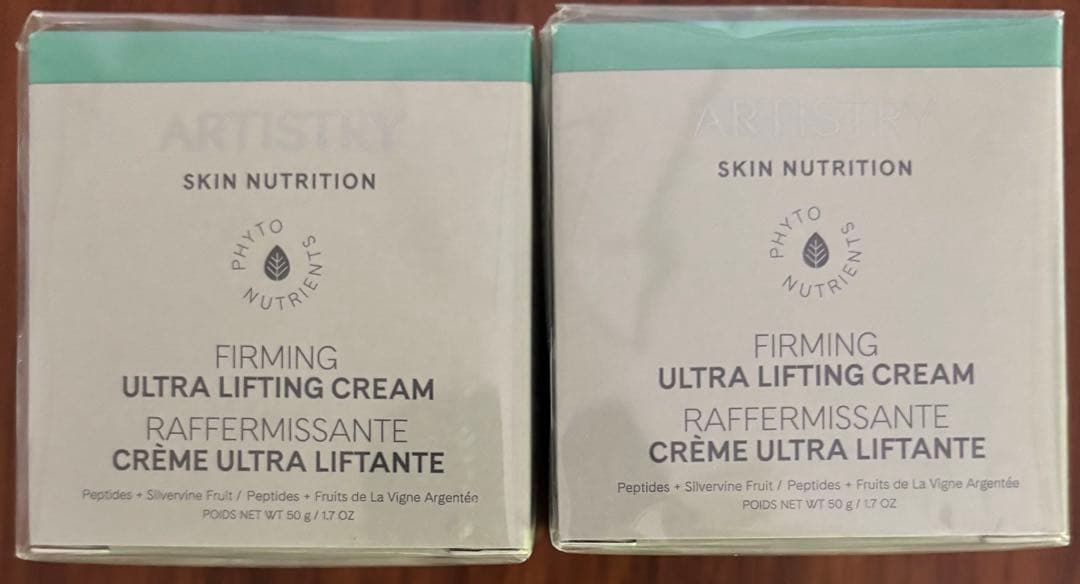 ARTISTRY
SKIN NUTRITION
PHYTO
NUTRIENTS
FIRMING
ULTRA LIFTING CREAM
RAFFERMISSANTE
CRÈME ULTRA LIFTANTE
Peptides + Silvervine Fruit / Peptides + Fruits de La Vigne Argentée
POIDS NET WT 50 g / 1.7 OZ
ARTISTRY
SKIN NUTRITION
PHYTO
NUTRIENTS
FIRMING
ULTRA LIFTING CREAM
RAFFERMISSANTE
CRÈME ULTRA LIFTANTE
Peptides + Silvervine Fruit / Peptides + Fruits de La Vigne Argentée
POIDS NET WT 50 g / 1.7 OZ